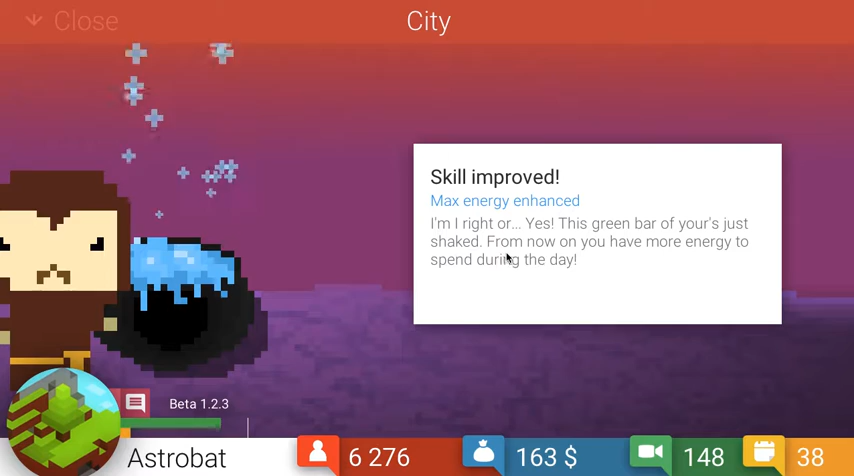 Close
City
Skill improved!
Max energy enhanced
I'm I right or... Yes! This green bar of your's just
shaked. From now on you have more energy to
spend during the day!
Beta 1.2.3
Astrobat
6 276
163 $
148
38